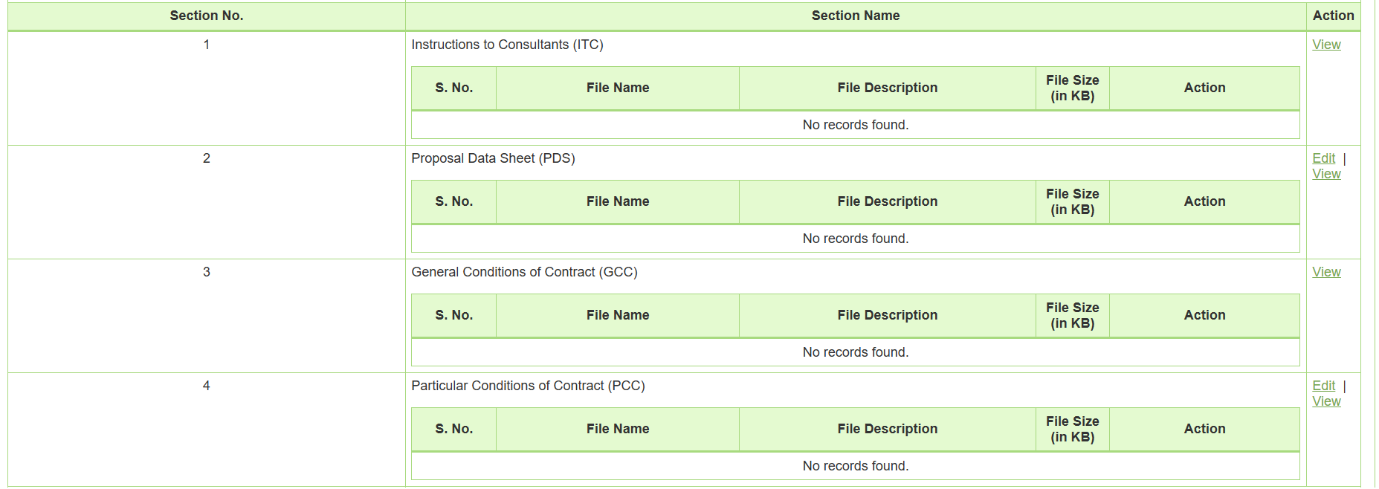 Section No. Section Name Action
1 Instructions to Consultants (ITC) View
S. No. File Name File Description File Size (in KB) Action
No records found.
2 Proposal Data Sheet (PDS) Edit | View
S. No. File Name File Description File Size (in KB) Action
No records found.
3 General Conditions of Contract (GCC) View
S. No. File Name File Description File Size (in KB) Action
No records found.
4 Particular Conditions of Contract (PCC) Edit | View
S. No. File Name File Description File Size (in KB) Action
No records found.